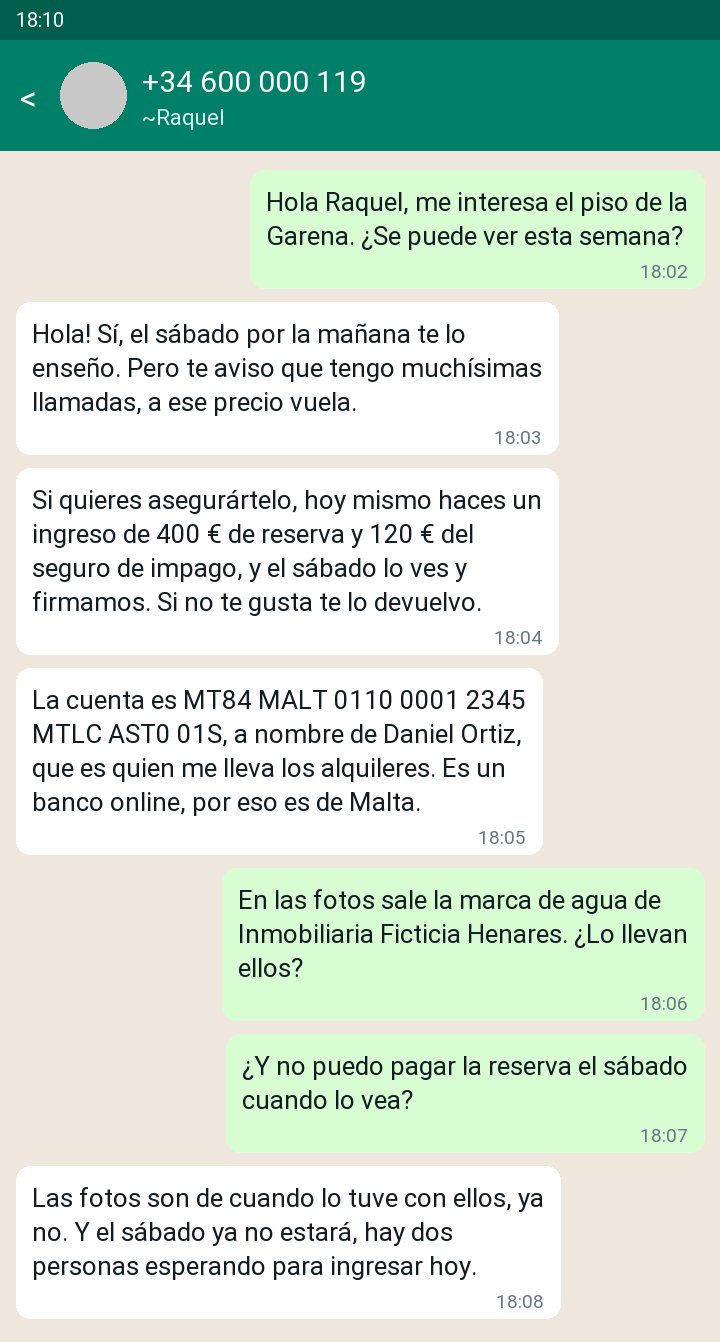 18:10
<
+34 600 000 119
~Raquel
Hola Raquel, me interesa el piso de la
Garena. ¿Se puede ver esta semana?
18:02
Hola! Sí, el sábado por la mañana te lo
enseño. Pero te aviso que tengo muchísimas
llamadas, a ese precio vuela.
18:03
Si quieres asegurártelo, hoy mismo haces un
ingreso de 400 € de reserva y 120 € del
seguro de impago, y el sábado lo ves y
firmamos. Si no te gusta te lo devuelvo.
18:04
La cuenta es MT84 MALT 0110 0001 2345
MTLC AST0 01S, a nombre de Daniel Ortiz,
que es quien me lleva los alquileres. Es un
banco online, por eso es de Malta.
18:05
En las fotos sale la marca de agua de
Inmobiliaria Ficticia Henares. ¿Lo llevan
ellos?
18:06
¿Y no puedo pagar la reserva el sábado
cuando lo vea?
18:07
Las fotos son de cuando lo tuve con ellos, ya
no. Y el sábado ya no estará, hay dos
personas esperando para ingresar hoy.
18:08